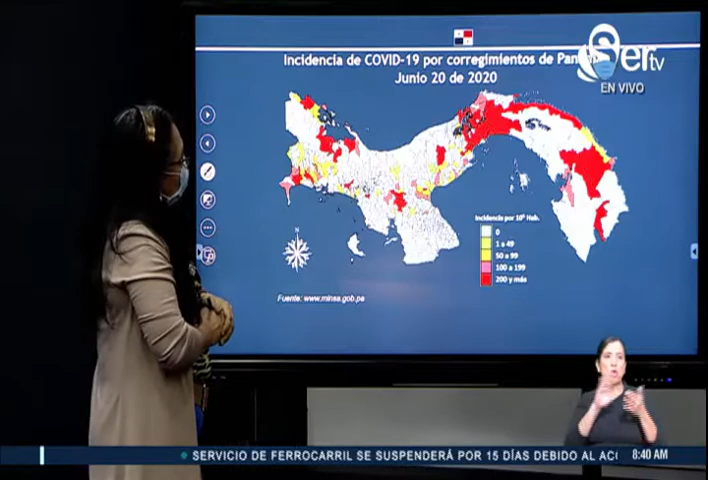 Incidencia de COVID-19 por corregimientos de
Junio 20 de 2020
Ser tv
EN VIVO
N
Incidencia por 10⁵ Hab.
0
1 a 49
50 a 99
100 a 199
200 y más
Fuente: www.minsa.gob.pa
SERVICIO DE FERROCARRIL SE SUSPENDERÁ POR 15 DÍAS DEBIDO AL
8:40 AM